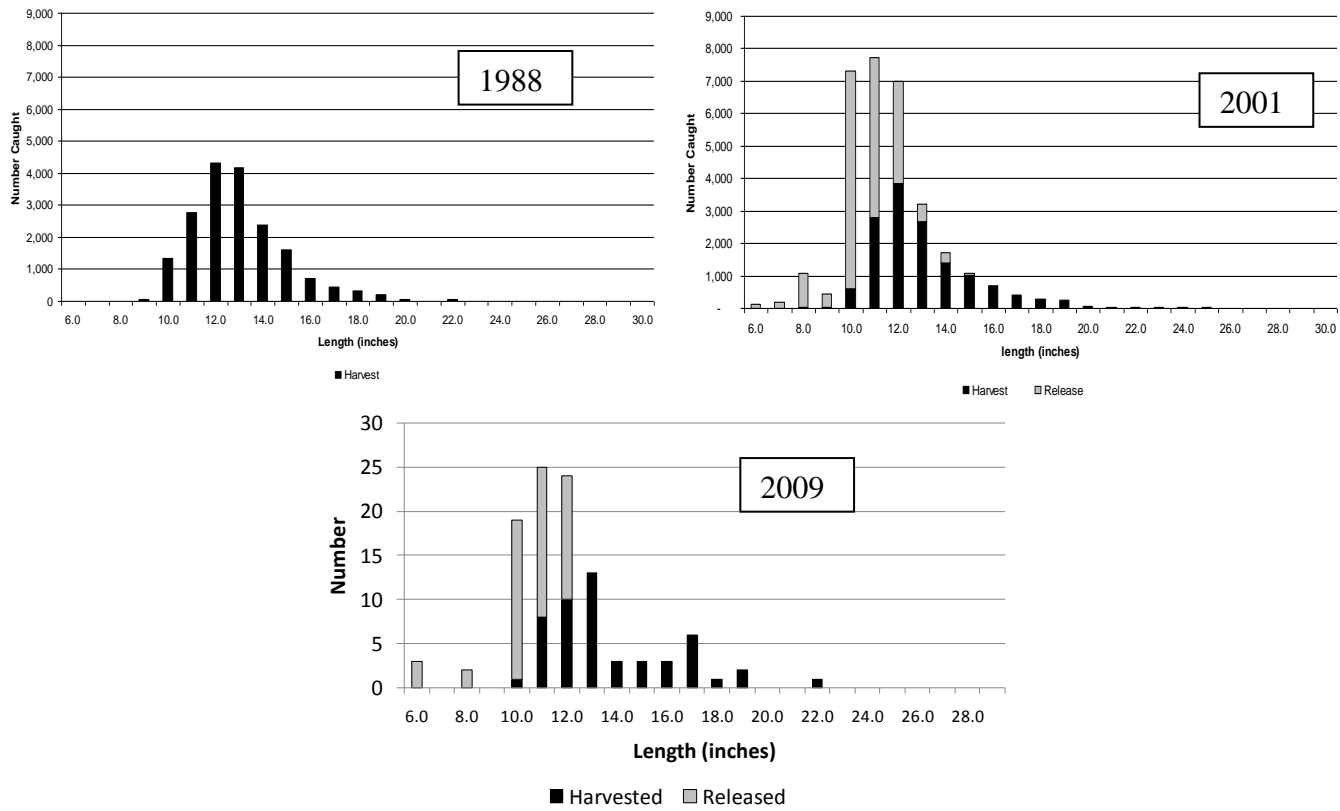 9,000
8,000
7,000
6,000
5,000
4,000
3,000
2,000
1,000
0
Number Caught
1988
6.0 8.0 10.0 12.0 14.0 16.0 18.0 20.0 22.0 24.0 26.0 28.0 30.0
Length (inches)
Harvest
9,000
8,000
7,000
6,000
5,000
4,000
3,000
2,000
1,000
-
Number Caught
2001
6.0 8.0 10.0 12.0 14.0 16.0 18.0 20.0 22.0 24.0 26.0 28.0 30.0
length (inches)
Harvest Release
30
25
20
15
10
5
0
Number
2009
6.0 8.0 10.0 12.0 14.0 16.0 18.0 20.0 22.0 24.0 26.0 28.0
Length (inches)
Harvested Released